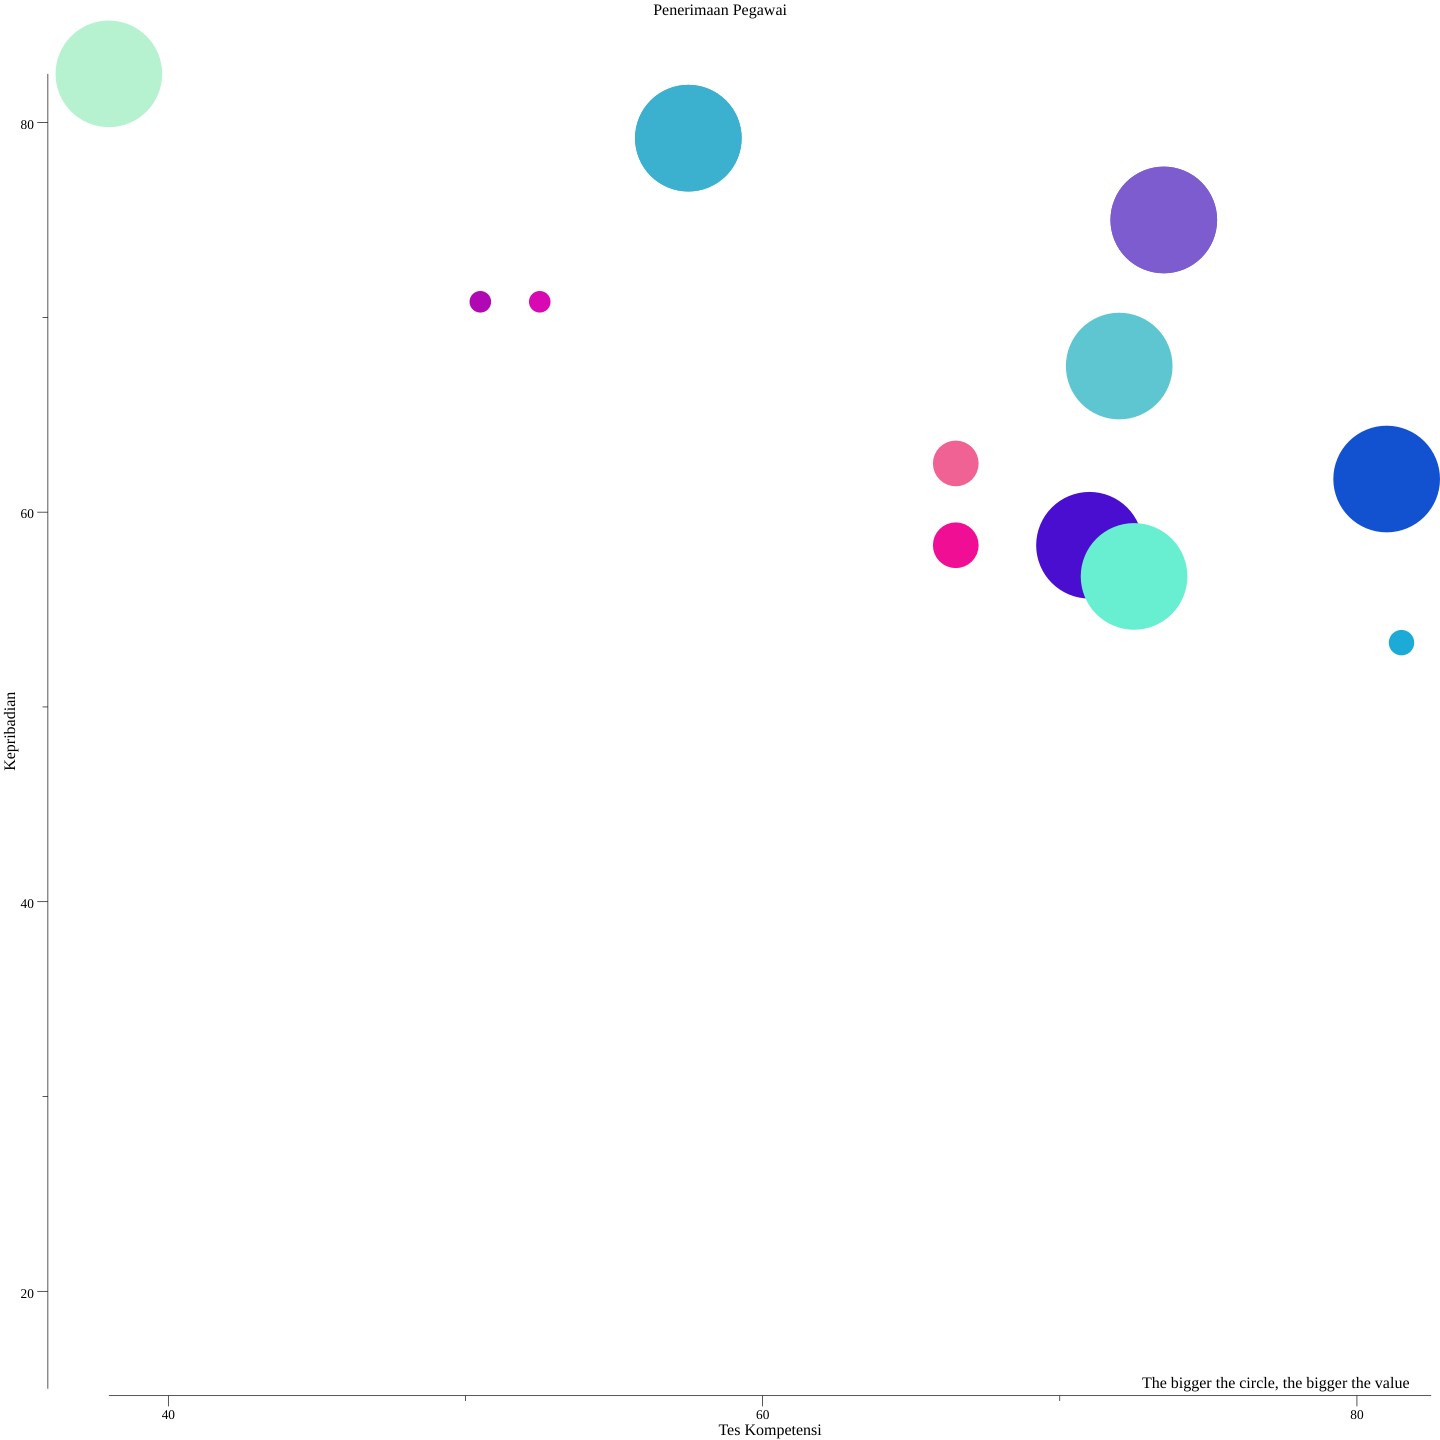 Penerimaan Pegawai
80
60
40
20
Kepribadian
The bigger the circle, the bigger the value
40
60
80
Tes Kompetensi